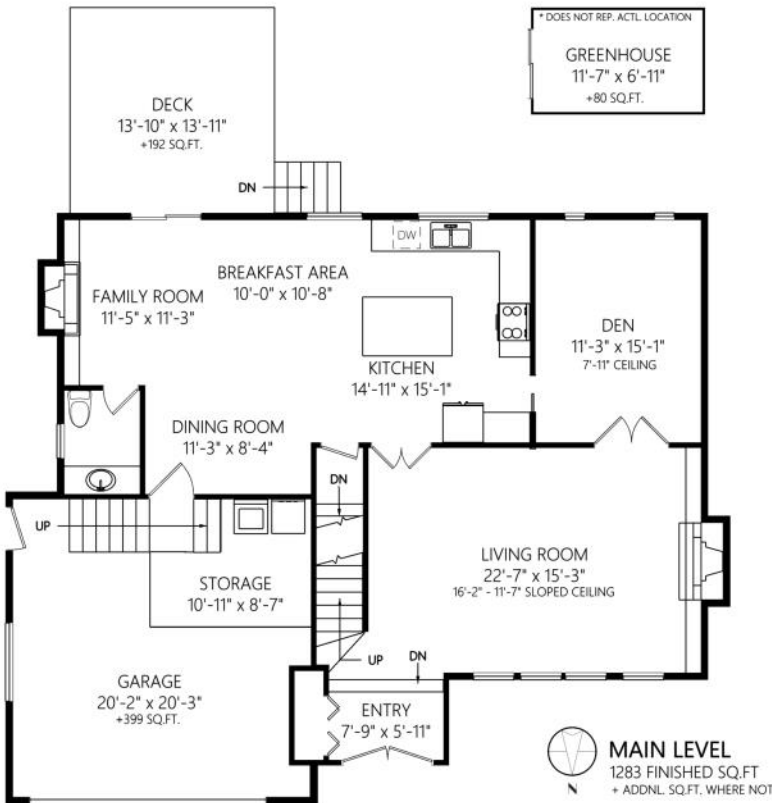 * DOES NOT REP. ACTL. LOCATION
GREENHOUSE
11'-7" x 6'-11"
+80 SQ.FT.
DECK
13'-10" x 13'-11"
+192 SQ.FT.
DN
DW
BREAKFAST AREA
10'-0" x 10'-8"
FAMILY ROOM
11'-5" x 11'-3"
DEN
11'-3" x 15'-1"
7'-11" CEILING
KITCHEN
14'-11" x 15'-1"
DINING ROOM
11'-3" x 8'-4"
DN
UP
LIVING ROOM
22'-7" x 15'-3"
16'-2" - 11'-7" SLOPED CEILING
STORAGE
10'-11" x 8'-7"
UP
DN
GARAGE
20'-2" x 20'-3"
+399 SQ.FT.
ENTRY
7'-9" x 5'-11"
N
MAIN LEVEL
1283 FINISHED SQ.FT
+ ADDNL. SQ.FT. WHERE NOT